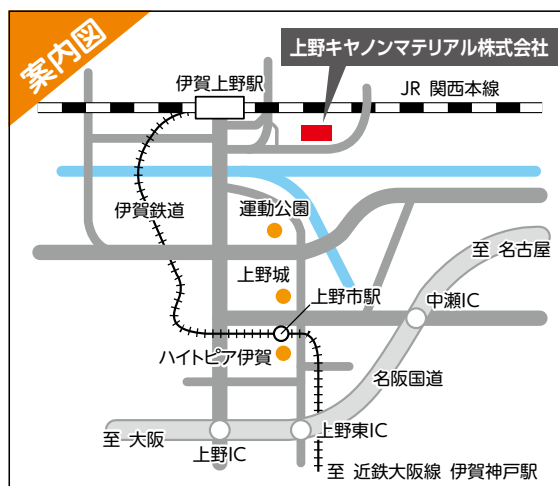 案内図
上野キヤノンマテリアル株式会社
伊賀上野駅
JR 関西本線
伊賀鉄道
運動公園
至 名古屋
上野城
上野市駅
中瀬IC
ハイトピア伊賀
名阪国道
至 大阪
上野IC
上野東IC
至 近鉄大阪線 伊賀神戸駅